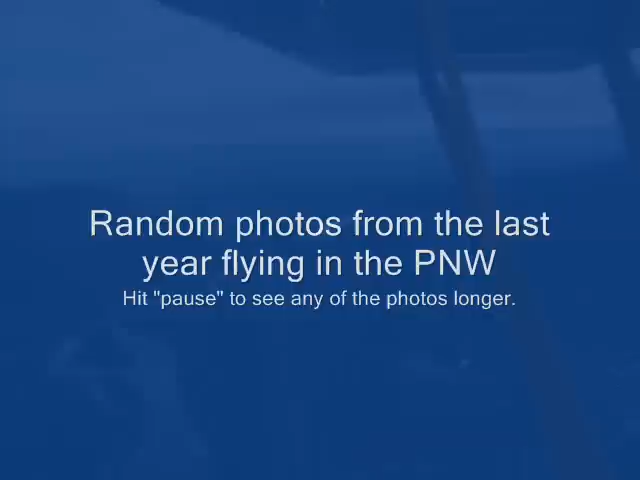 Random photos from the last
year flying in the PNW
Hit "pause" to see any of the photos longer.